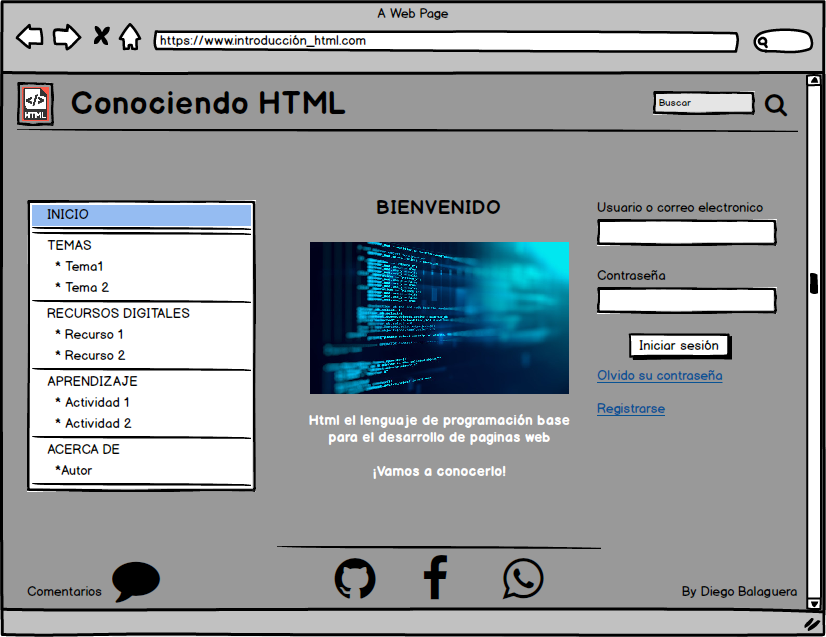 A Web Page
https://www.introducción_html.com
HTML
Conociendo HTML
Buscar
INICIO
TEMAS
* Tema1
* Tema 2
RECURSOS DIGITALES
* Recurso 1
* Recurso 2
APRENDIZAJE
* Actividad 1
* Actividad 2
ACERCA DE
*Autor
BIENVENIDO
Html el lenguaje de programación base
para el desarrollo de paginas web
¡Vamos a conocerlo!
Usuario o correo electronico
Contraseña
Iniciar sesión
Olvido su contraseña
Registrarse
Comentarios
By Diego Balaguera